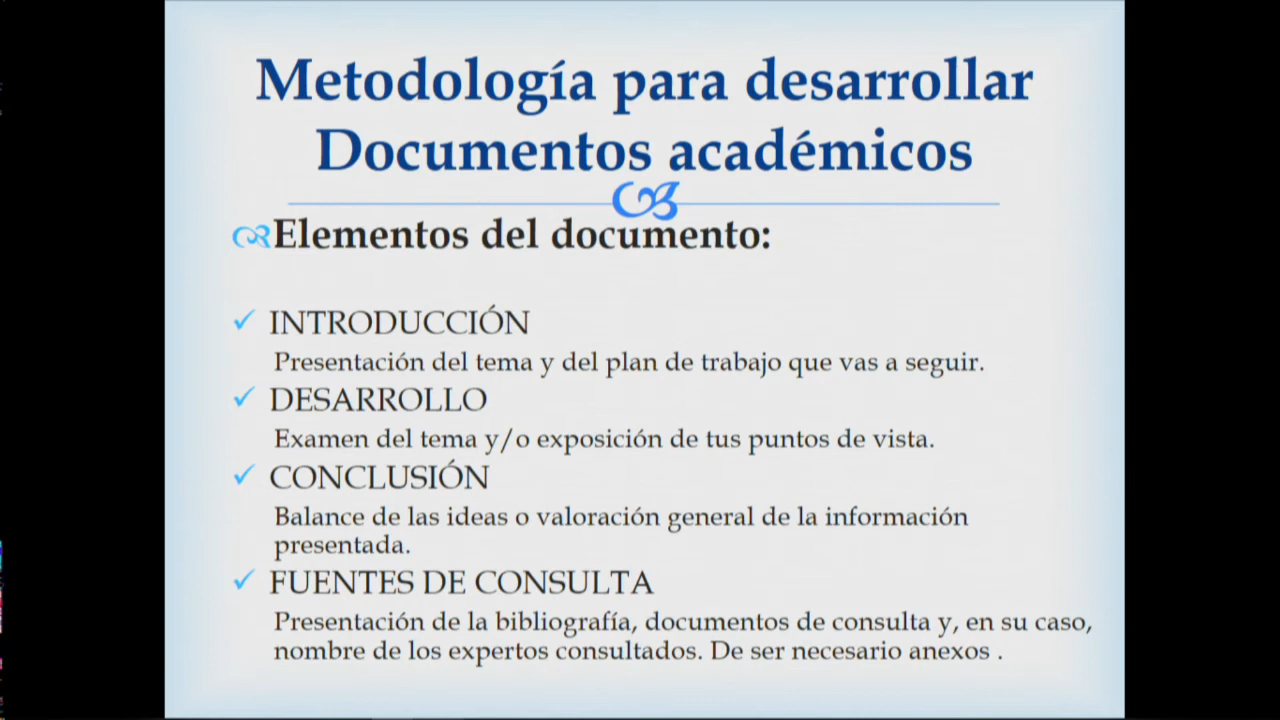 Metodología para desarrollar
Documentos académicos
Elementos del documento:
INTRODUCCIÓN
Presentación del tema y del plan de trabajo que vas a seguir.
DESARROLLO
Examen del tema y/o exposición de tus puntos de vista.
CONCLUSIÓN
Balance de las ideas o valoración general de la información
presentada.
FUENTES DE CONSULTA
Presentación de la bibliografía, documentos de consulta y, en su caso,
nombre de los expertos consultados. De ser necesario anexos .